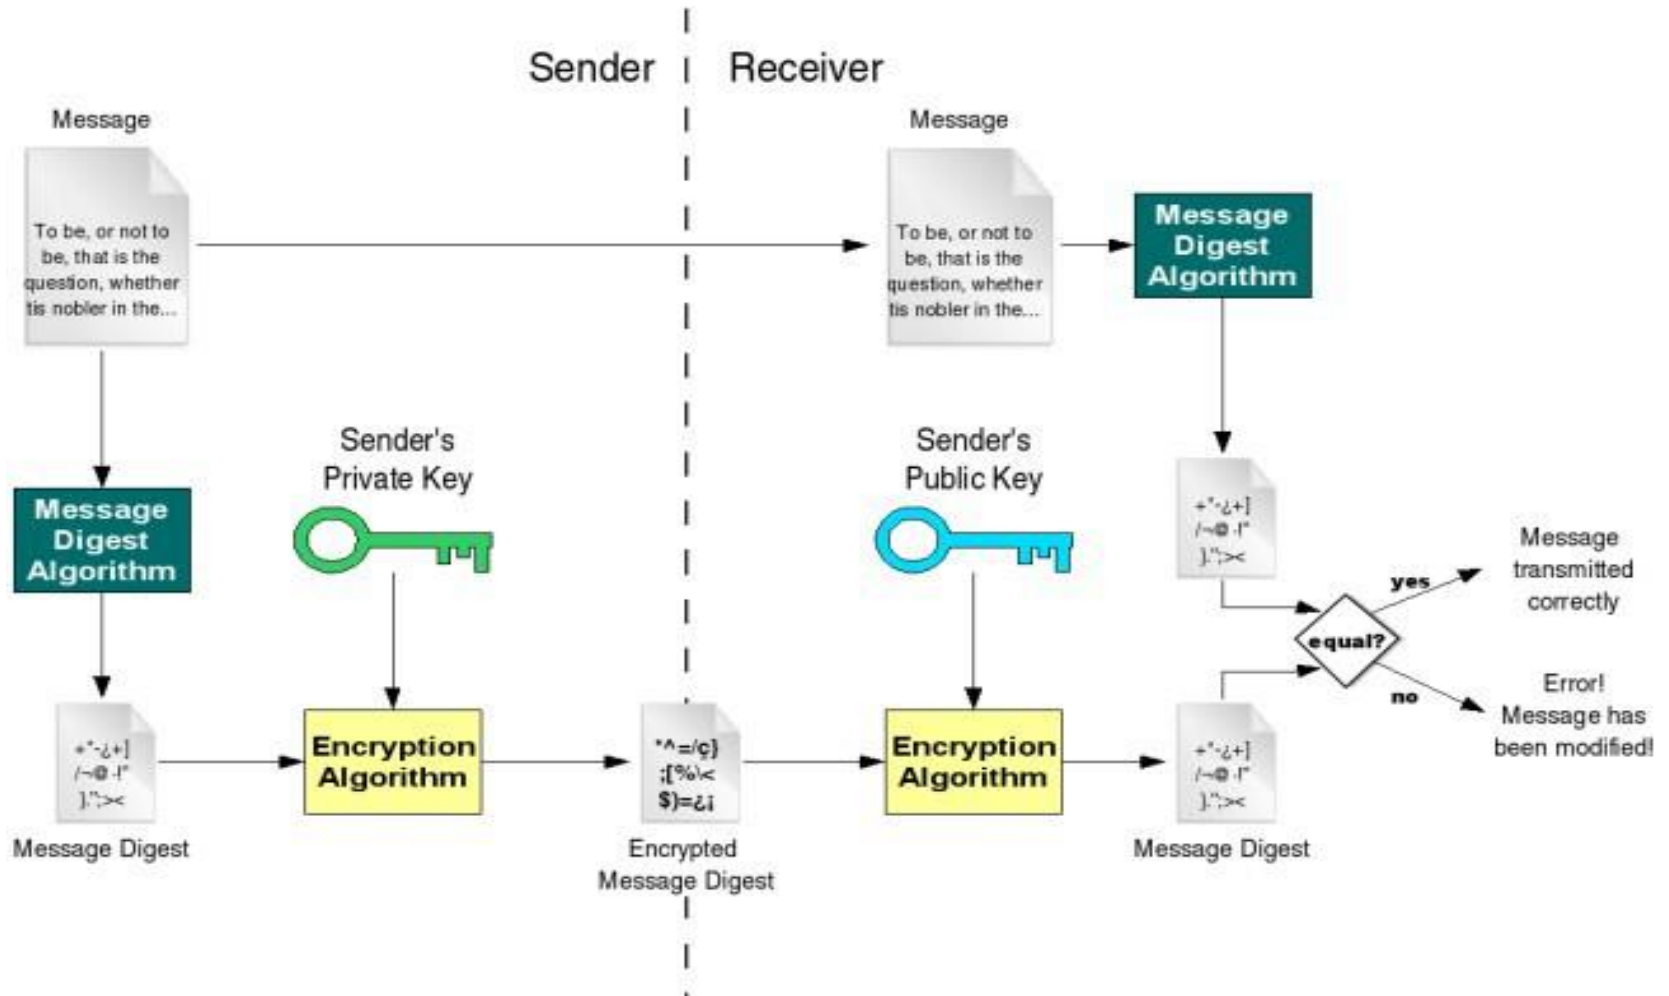 Sender
Receiver
Message
To be, or not to
be, that is the
question, whether
tis nobler in the...
Message
To be, or not to
be, that is the
question, whether
tis nobler in the...
Message
Digest
Algorithm
Sender's
Private Key
Sender's
Public Key
Message
Digest
Algorithm
+*-¿+]
/¬@-!"
].";><
equal?
yes
Message
transmitted
correctly
no
Error!
Message has
been modified!
+*-¿+]
/¬@-!"
].";><
Message Digest
Encryption
Algorithm
*^=/ç}
;[%\<
$)=¿¡
Encrypted
Message Digest
Encryption
Algorithm
+*-¿+]
/¬@-!"
].";><
Message Digest